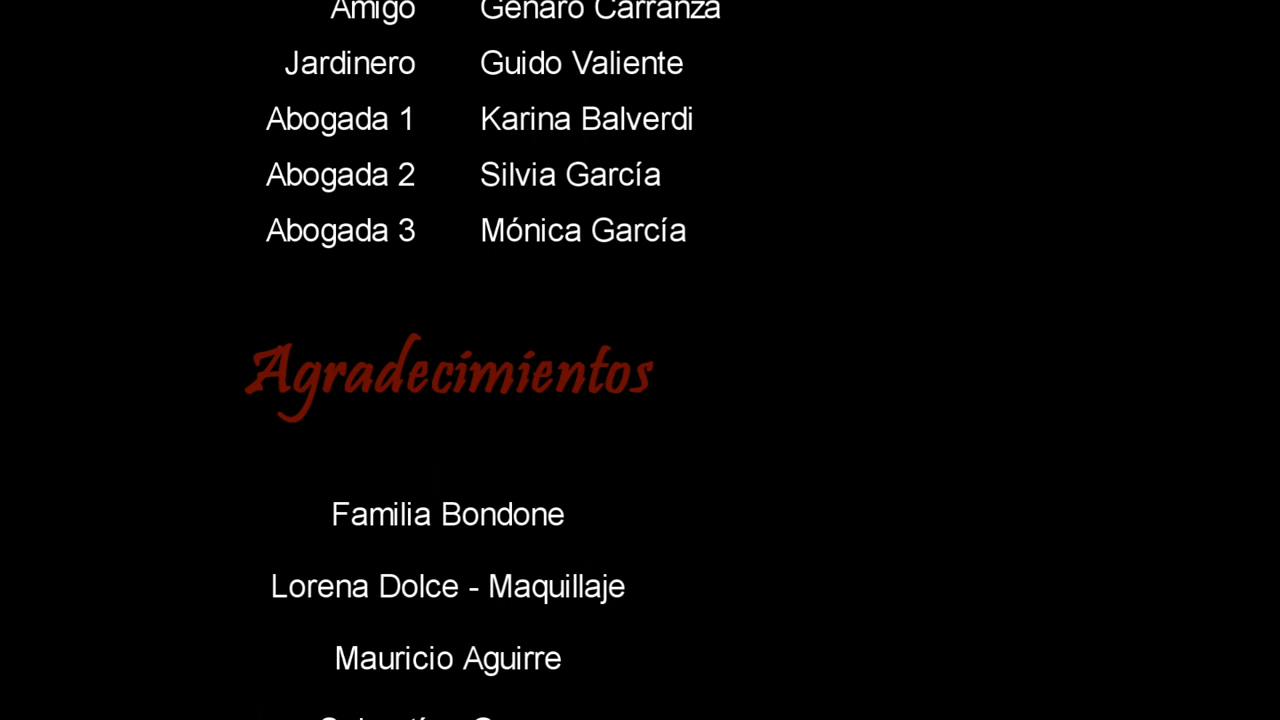 Amigo Genaro Carranza
Jardinero Guido Valiente
Abogada 1 Karina Balverdi
Abogada 2 Silvia García
Abogada 3 Mónica García
Agradecimientos
Familia Bondone
Lorena Dolce - Maquillaje
Mauricio Aguirre